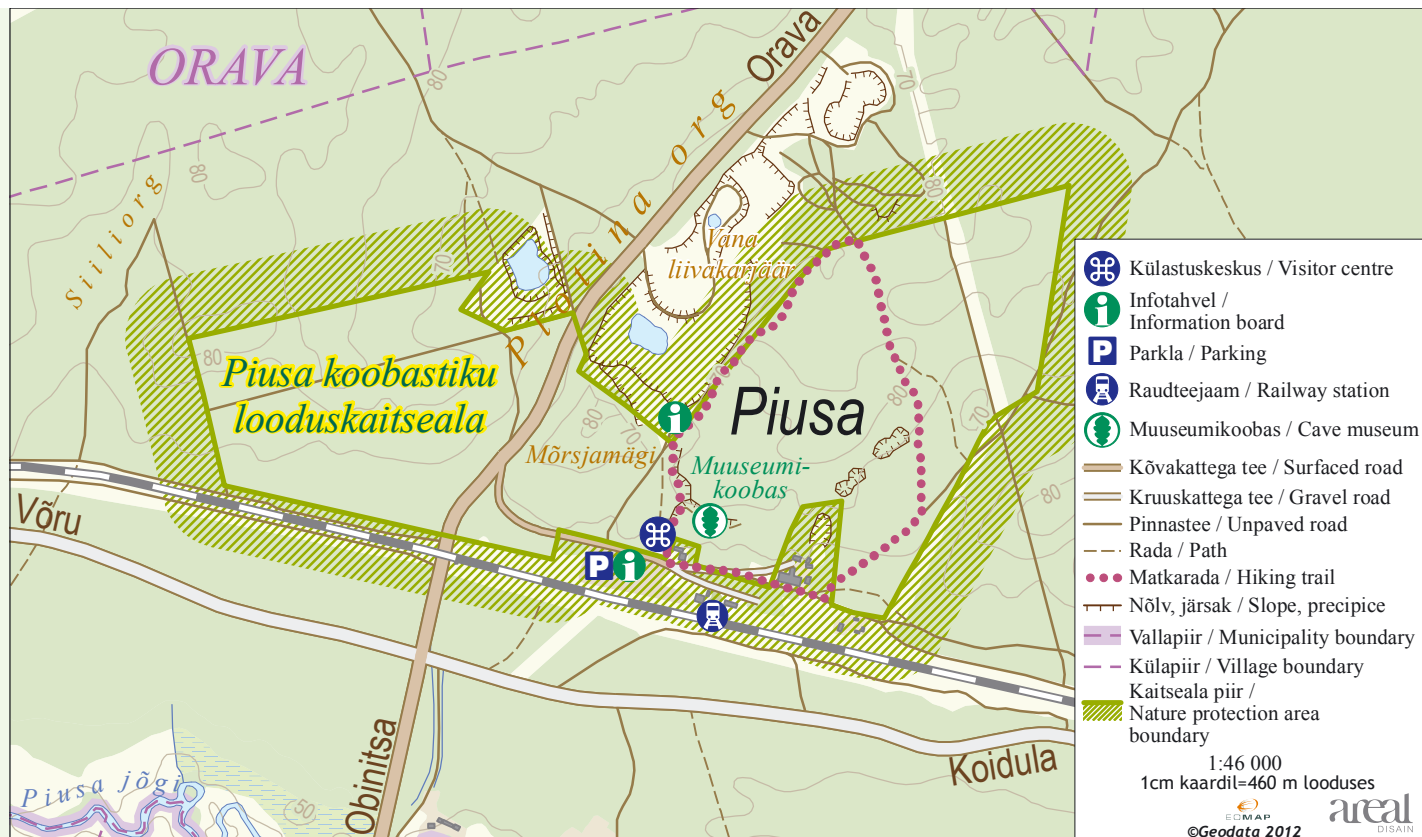 ORAVA
80
80
Orava
70
80
Siiliorg
70
80
Ptotina org
Vana
liivakarjäär
80
Piusa koobastiku
looduskaitseala
80
70
Piusa
80
70
80
Mõrsjamägi
Muuseumi-
koobas
Võru
P
Obinitsa
Koidula
Piusa jõgi
50
Külastuskeskus / Visitor centre
Infotahvel /
Information board
P
Parkla / Parking
Raudteejaam / Railway station
Muuseumikoobas / Cave museum
Kõvakattega tee / Surfaced road
Kruuskattega tee / Gravel road
Pinnastee / Unpaved road
Rada / Path
Matkarada / Hiking trail
Nõlv, järsak / Slope, precipice
Vallapiir / Municipality boundary
Külapiir / Village boundary
Kaitseala piir /
Nature protection area
boundary
1:46 000
1cm kaardil=460 m looduses
EOMAP
areal
DISAIN
©Geodata 2012